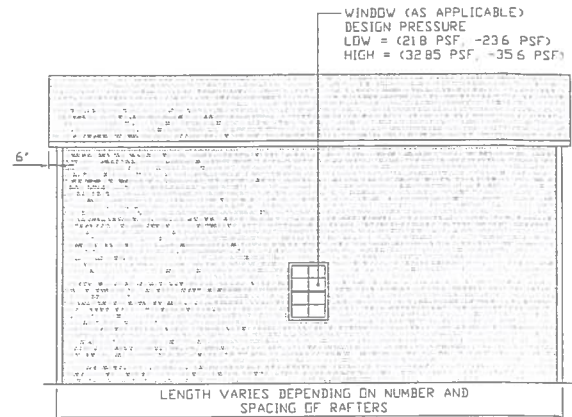 WINDOW (AS APPLICABLE)
DESIGN PRESSURE
LOW = (21.8 PSF, -23.6 PSF)
HIGH = (32.85 PSF, -35.6 PSF)
6"
LENGTH VARIES DEPENDING ON NUMBER AND
SPACING OF RAFTERS